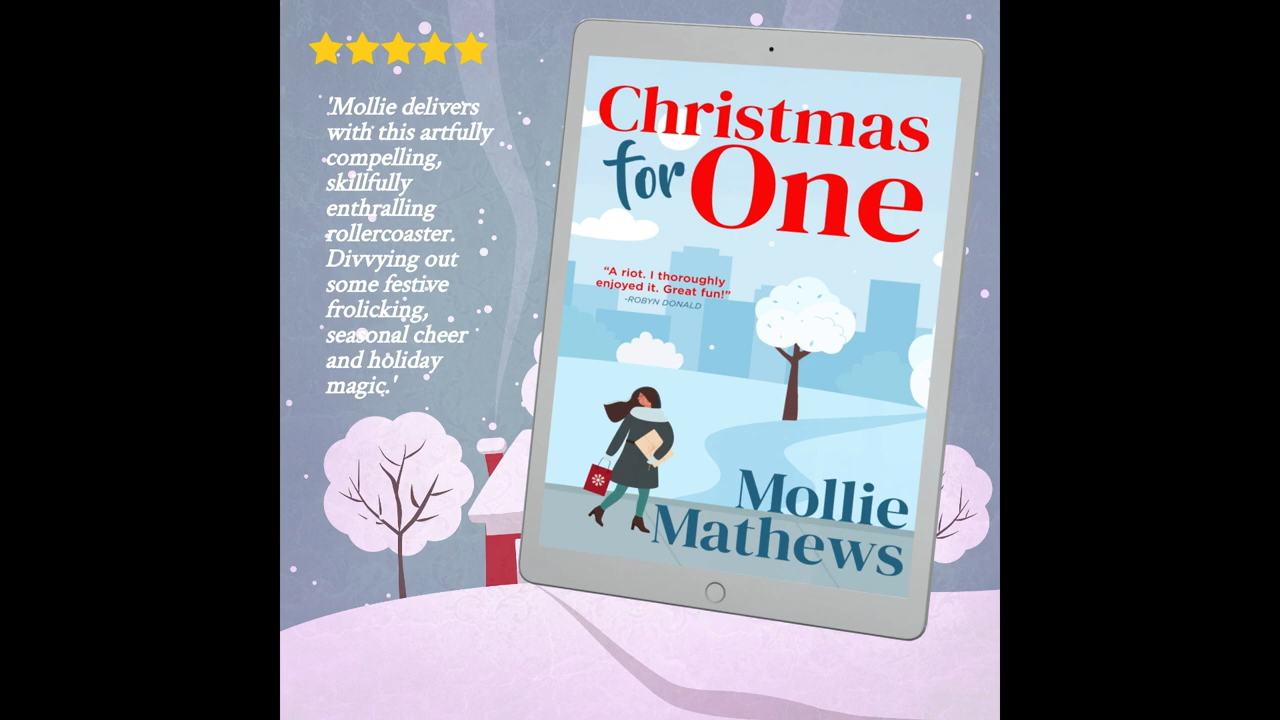 'Mollie delivers
with this artfully
compelling,
skillfully
enthralling
rollercoaster.
Divvying out
some festive
frolicking,
seasonal cheer
and holiday
magic.'
Christmas
for One
“A riot. I thoroughly
enjoyed it. Great fun!”
-ROBYN DONALD
Mollie
Mathews